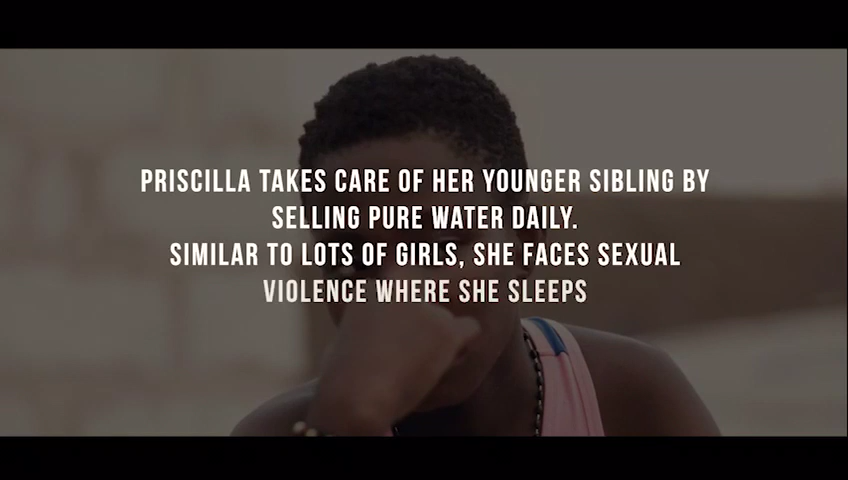 PRISCILLA TAKES CARE OF HER YOUNGER SIBLING BY
SELLING PURE WATER DAILY.
SIMILAR TO LOTS OF GIRLS, SHE FACES SEXUAL
VIOLENCE WHERE SHE SLEEPS